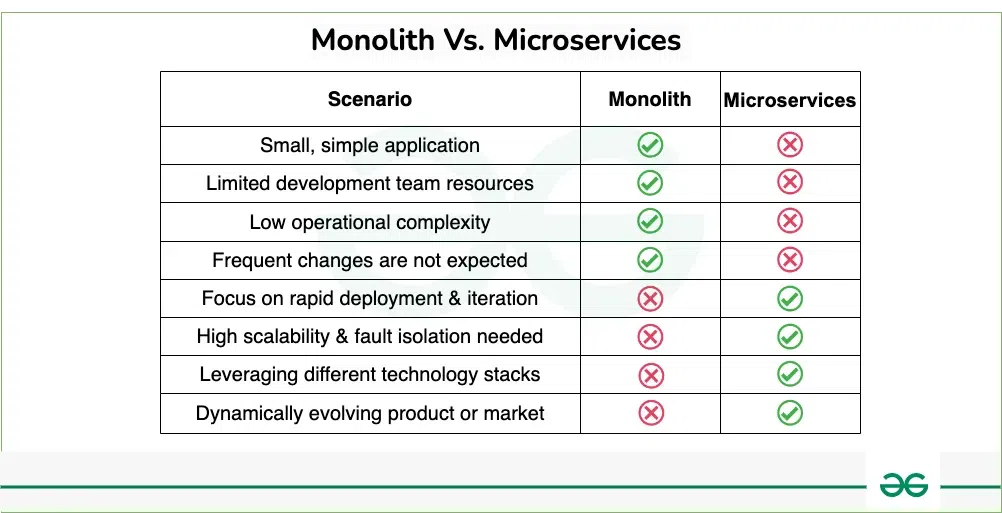 Monolith Vs. Microservices
Scenario Monolith Microservices
Small, simple application
Limited development team resources
Low operational complexity
Frequent changes are not expected
Focus on rapid deployment & iteration
High scalability & fault isolation needed
Leveraging different technology stacks
Dynamically evolving product or market